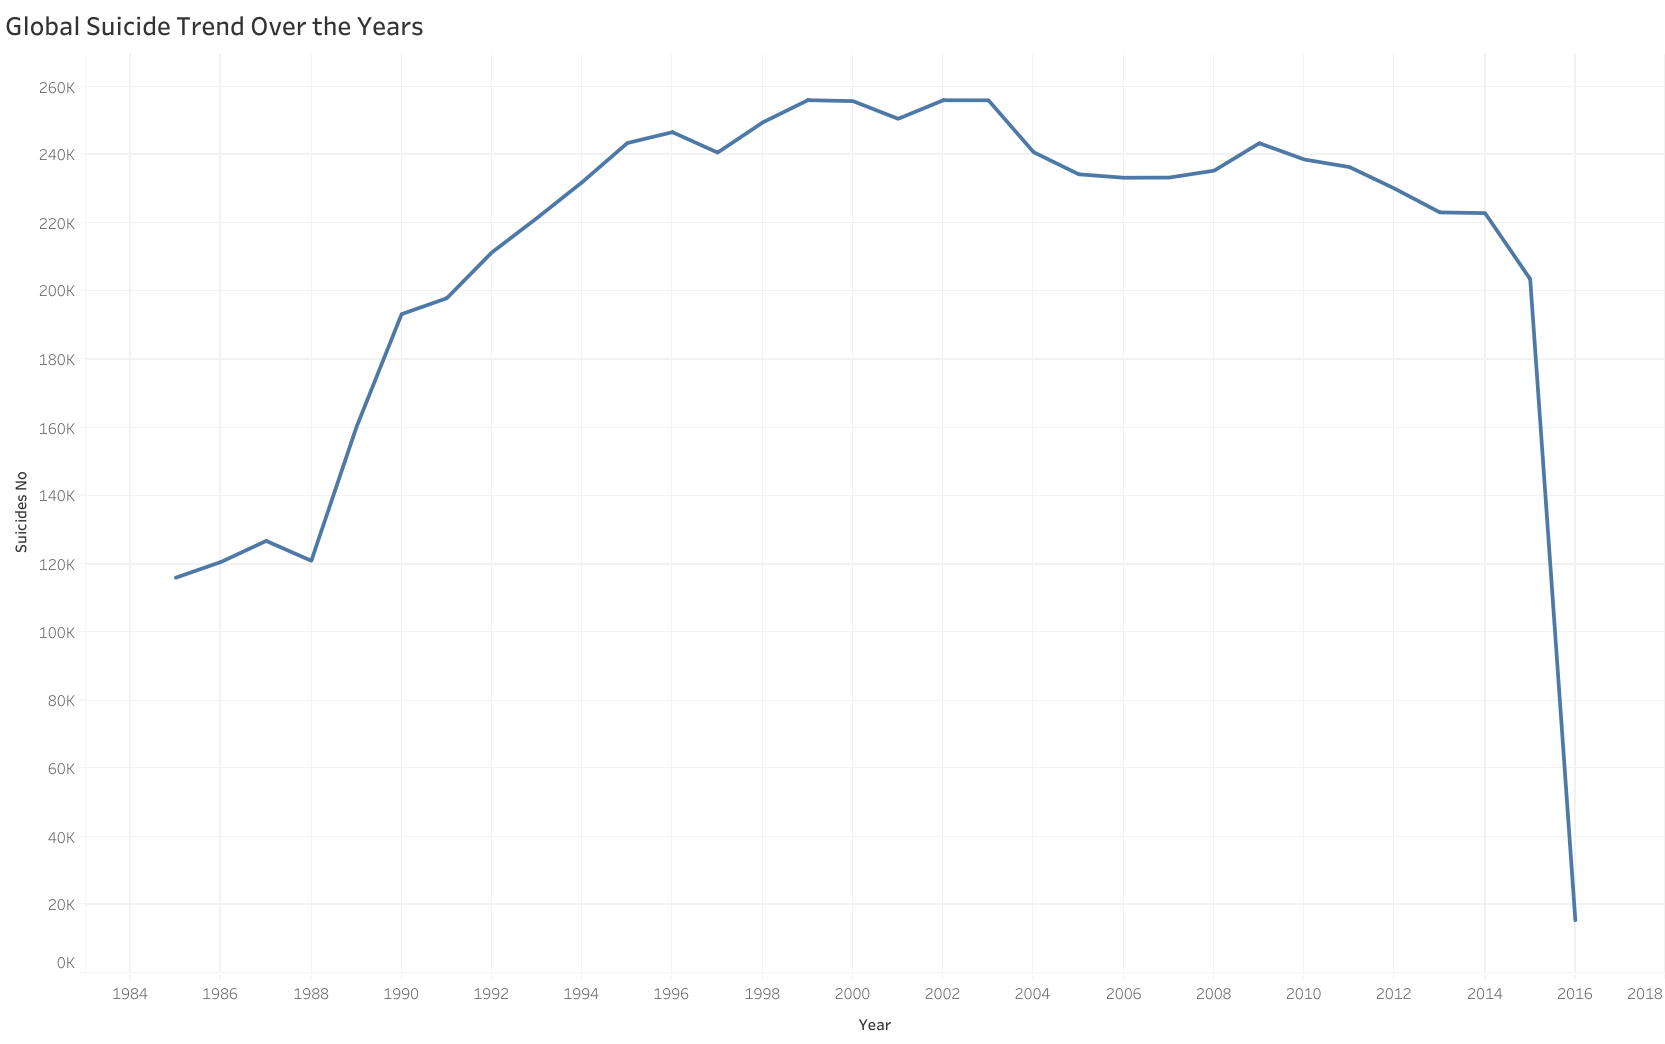 Global Suicide Trend Over the Years
260K
240K
220K
200K
180K
160K
140K
120K
100K
80K
60K
40K
20K
0K
Suicides No
1984 1986 1988 1990 1992 1994 1996 1998 2000 2002 2004 2006 2008 2010 2012 2014 2016 2018
Year